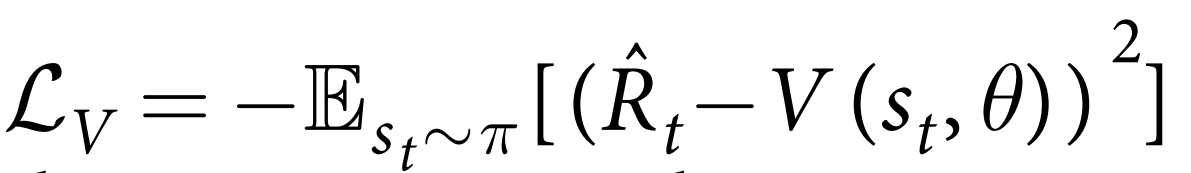 ℒ_V = −𝔼_{s_t∼π}[(R̂_t − V(s_t, θ))²]